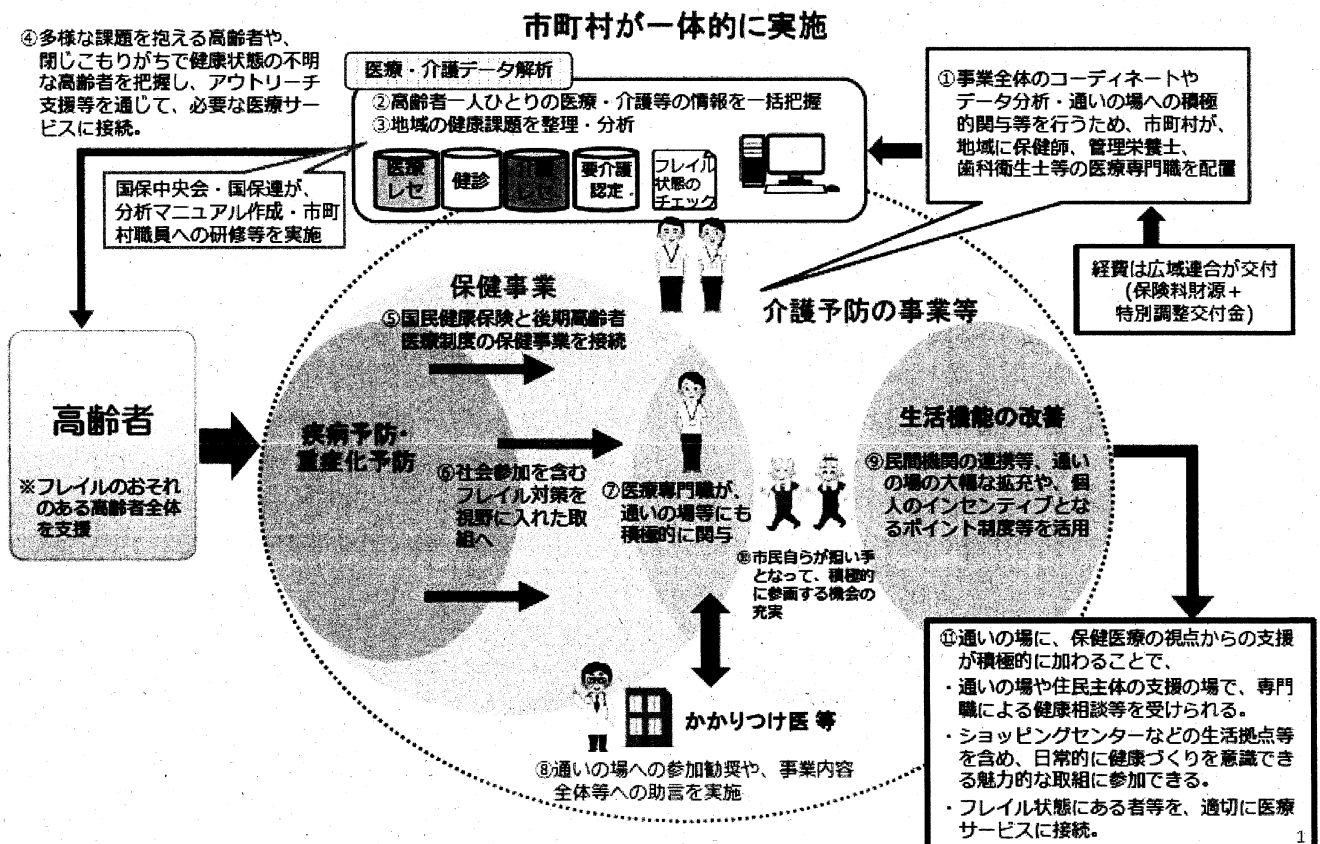 市町村が一体的に実施
④多様な課題を抱える高齢者や、
閉じこもりがちで健康状態の不明
な高齢者を把握し、アウトリーチ
支援等を通じて、必要な医療サー
ビスに接続。
医療・介護データ解析
②高齢者一人ひとりの医療・介護等の情報を一括把握
③地域の健康課題を整理・分析
医療
レセ
健診
介護
レセ
要介護
認定
フレイル
状態の
チェック
①事業全体のコーディネートや
データ分析・通いの場への積極
的関与等を行うため、市町村が、
地域に保健師、管理栄養士、
歯科衛生士等の医療専門職を配置
国保中央会・国保連が、
分析マニュアル作成・市町
村職員への研修等を実施
経費は広域連合が交付
(保険料財源＋
特別調整交付金)
保健事業
⑤国民健康保険と後期高齢者
医療制度の保健事業を接続
介護予防の事業等
高齢者
※フレイルのおそれ
のある高齢者全体
を支援
疾病予防・
重症化予防
⑥社会参加を含む
フレイル対策を
視野に入れた取
組へ
⑦医療専門職が、
通いの場等にも
積極的に関与
生活機能の改善
⑨民間機関の連携等、通い
の場の大幅な拡充や、個
人のインセンティブとな
るポイント制度等を活用
⑩市民自らが担い手
となって、積極的
に参画する機会の
充実
かかりつけ医 等
⑧通いの場への参加勧奨や、事業内容
全体等への助言を実施
⑪通いの場に、保健医療の視点からの支援
が積極的に加わることで、
・通いの場や住民主体の支援の場で、専門
職による健康相談等を受けられる。
・ショッピングセンターなどの生活拠点等
を含め、日常的に健康づくりを意識でき
る魅力的な取組に参加できる。
・フレイル状態にある者等を、適切に医療
サービスに接続。
1